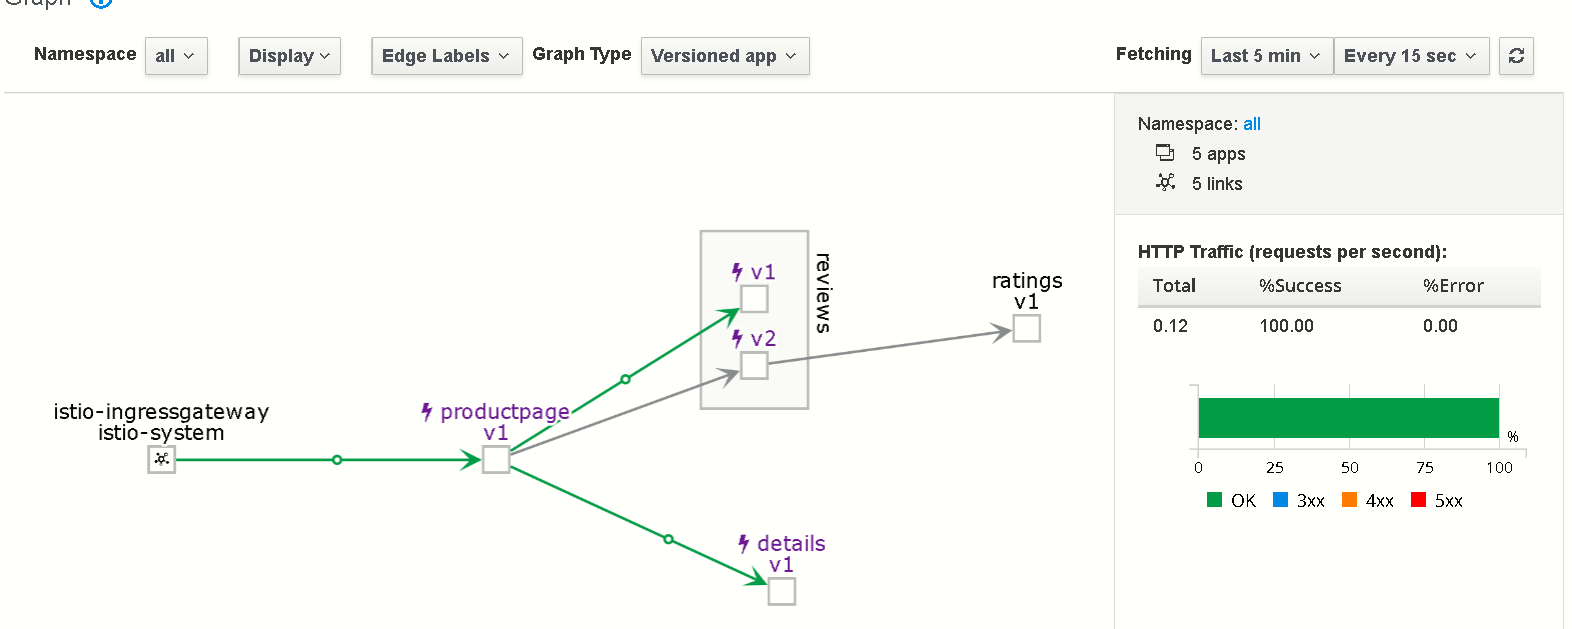 Graph
Namespace all Display Edge Labels Graph Type Versioned app Fetching Last 5 min Every 15 sec
Namespace: all
5 apps
5 links
HTTP Traffic (requests per second):
Total %Success %Error
0.12 100.00 0.00
%
0 25 50 75 100
OK 3xx 4xx 5xx
v1
v2
reviews
ratings
v1
istio-ingressgateway
istio-system
productpage
v1
details
v1